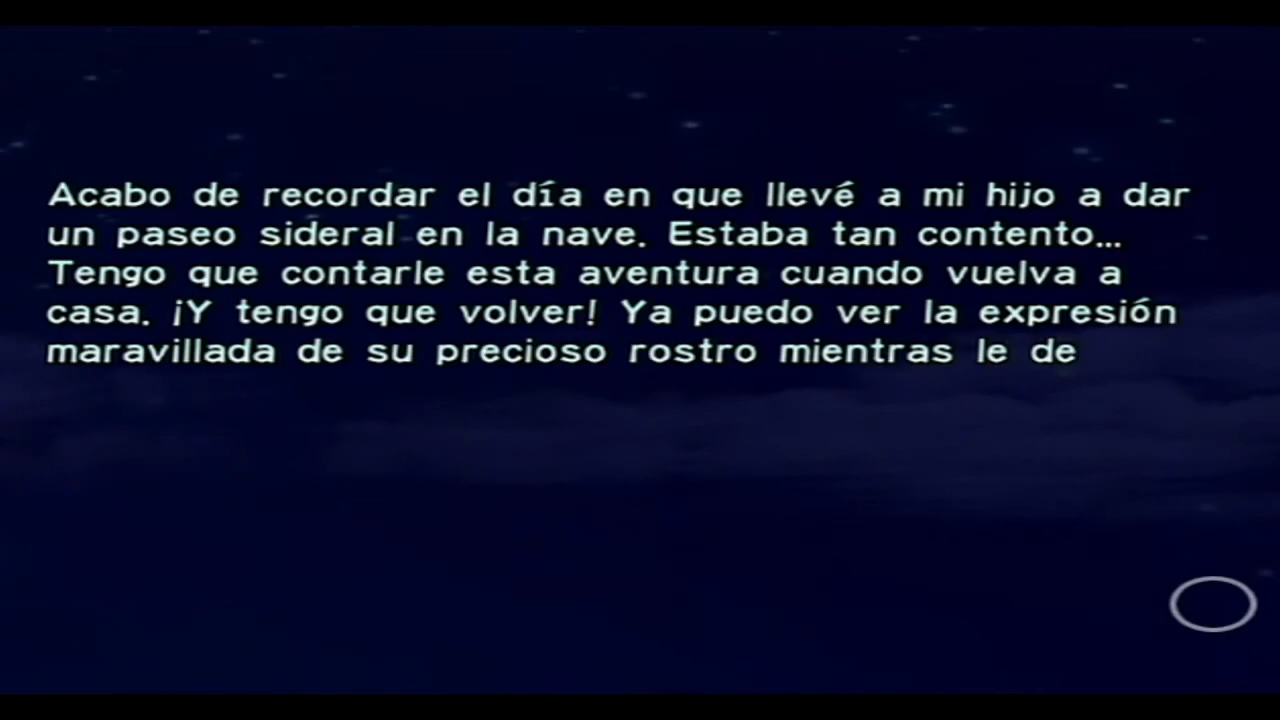 Acabo de recordar el día en que llevé a mi hijo a dar
un paseo sideral en la nave. Estaba tan contento...
Tengo que contarle esta aventura cuando vuelva a
casa. ¡Y tengo que volver! Ya puedo ver la expresión
maravillada de su precioso rostro mientras le de